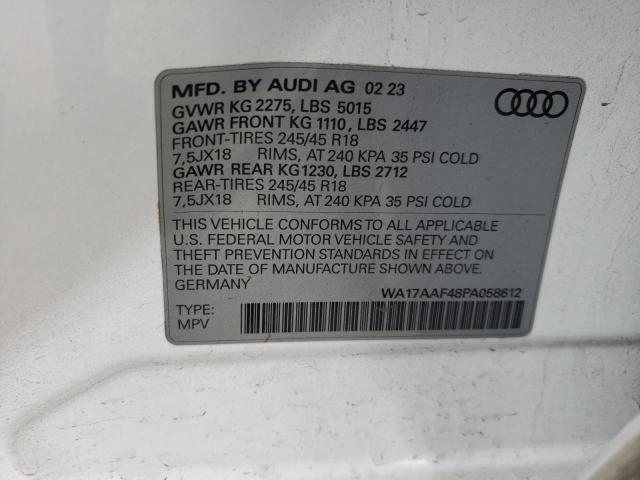 MFD. BY AUDI AG 02 23
GVWR KG 2275, LBS 5015
GAWR FRONT KG 1110, LBS 2447
FRONT-TIRES 245/45 R18
7,5JX18 RIMS, AT 240 KPA 35 PSI COLD
GAWR REAR KG1230, LBS 2712
REAR-TIRES 245/45 R18
7,5JX18 RIMS, AT 240 KPA 35 PSI COLD
THIS VEHICLE CONFORMS TO ALL APPLICABLE
U.S. FEDERAL MOTOR VEHICLE SAFETY AND
THEFT PREVENTION STANDARDS IN EFFECT ON
THE DATE OF MANUFACTURE SHOWN ABOVE.
GERMANY
WA17AAF48PA058612
TYPE:
MPV